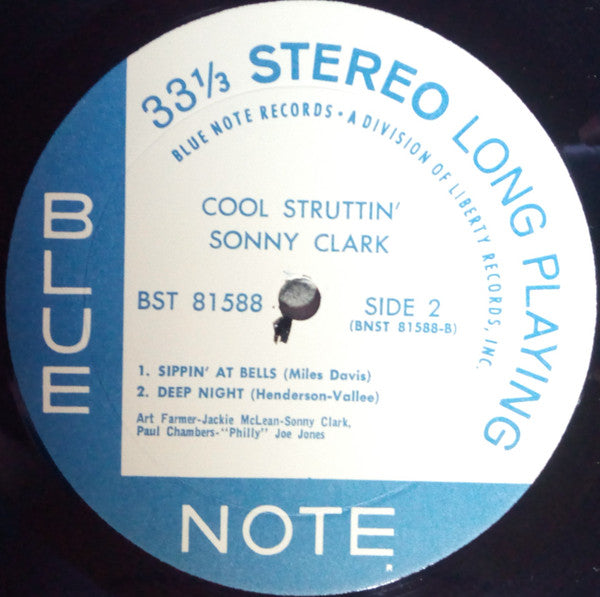 33⅓ STEREO LONG PLAYING
BLUE NOTE RECORDS • A DIVISION OF LIBERTY RECORDS, INC.
COOL STRUTTIN'
SONNY CLARK
BST 81588
SIDE 2
(BNST 81588-B)
1. SIPPIN' AT BELLS (Miles Davis)
2. DEEP NIGHT (Henderson-Vallee)
Art Farmer-Jackie McLean-Sonny Clark,
Paul Chambers-"Philly" Joe Jones
BLUE
NOTE